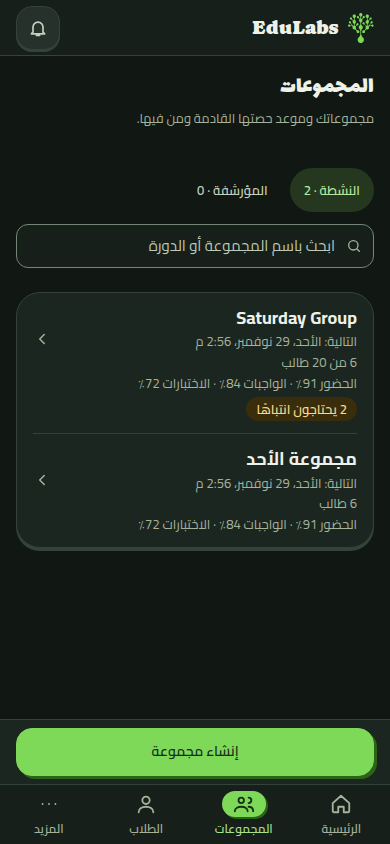 EduLabs
المجموعات
مجموعاتك وموعد حصتها القادمة ومن فيها.
النشطة · 2
المؤرشفة · 0
ابحث باسم المجموعة أو الدورة
Saturday Group
التالية: الأحد، 29 نوفمبر، 2:56 م
6 من 20 طالب
الحضور 91٪ · الواجبات 84٪ · الاختبارات 72٪
2 يحتاجون انتباهًا
مجموعة الأحد
التالية: الأحد، 29 نوفمبر، 2:56 م
6 طالب
الحضور 91٪ · الواجبات 84٪ · الاختبارات 72٪
إنشاء مجموعة
الرئيسية
المجموعات
الطلاب
المزيد